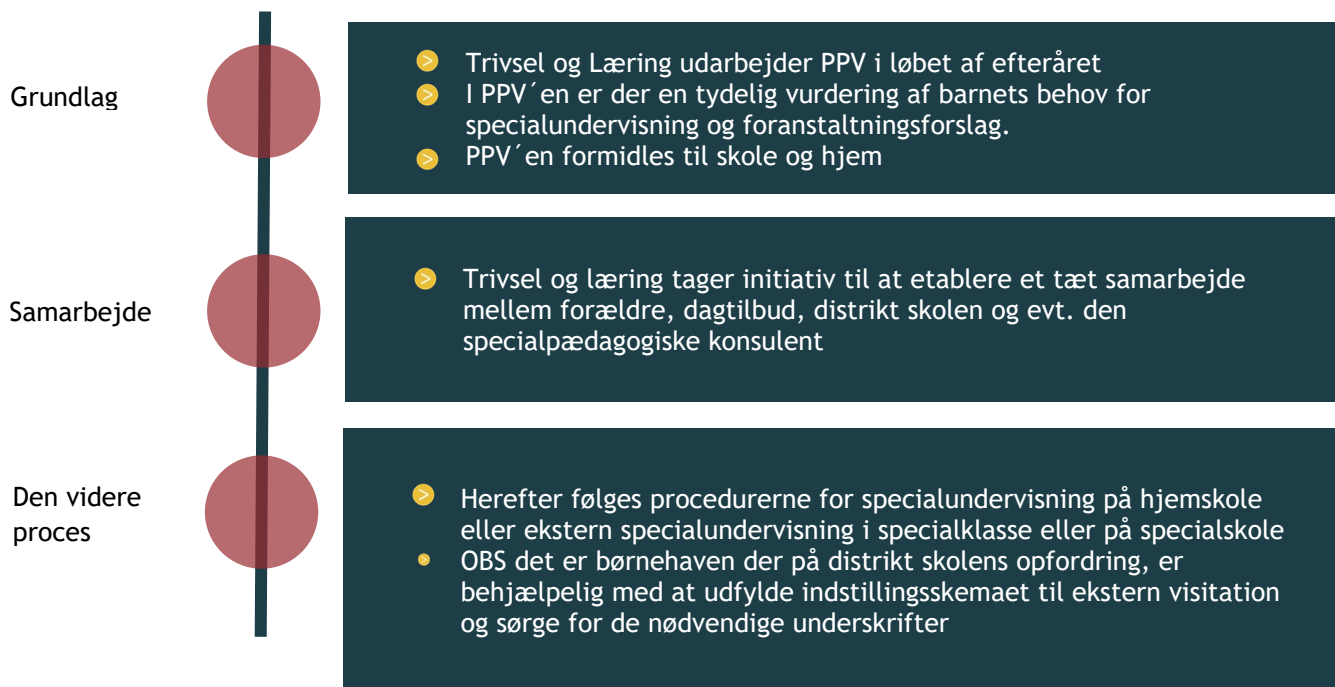 Grundlag
Trivsel og Læring udarbejder PPV i løbet af efteråret
I PPV´en er der en tydelig vurdering af barnets behov for
specialundervisning og foranstaltningsforslag.
PPV´en formidles til skole og hjem
Samarbejde
Trivsel og læring tager initiativ til at etablere et tæt samarbejde
mellem forældre, dagtilbud, distrikt skolen og evt. den
specialpædagogiske konsulent
Den videre
proces
Herefter følges procedurerne for specialundervisning på hjemskole
eller ekstern specialundervisning i specialklasse eller på specialskole
OBS det er børnehaven der på distrikt skolens opfordring, er
behjælpelig med at udfylde indstillingsskemaet til ekstern visitation
og sørge for de nødvendige underskrifter